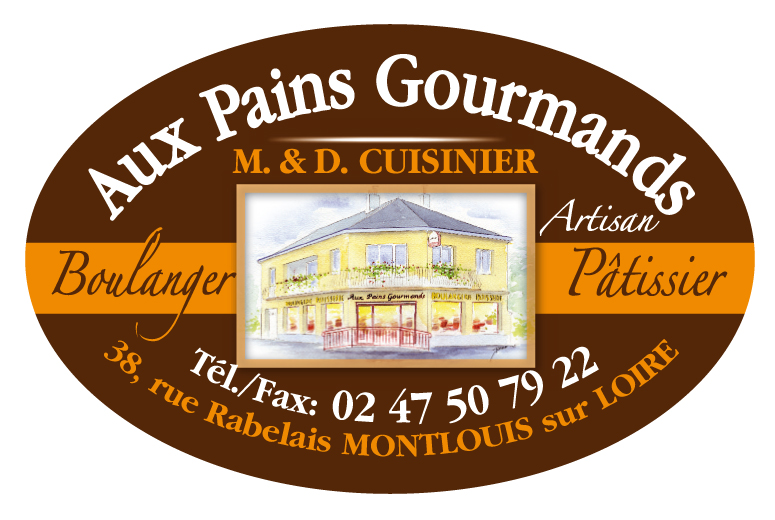 Aux Pains Gourmands
M. & D. CUISINIER
Artisan
Boulanger
Pâtissier
Aux Pains Gourmands
Tél./Fax: 02 47 50 79 22
38, rue Rabelais MONTLOUIS sur LOIRE